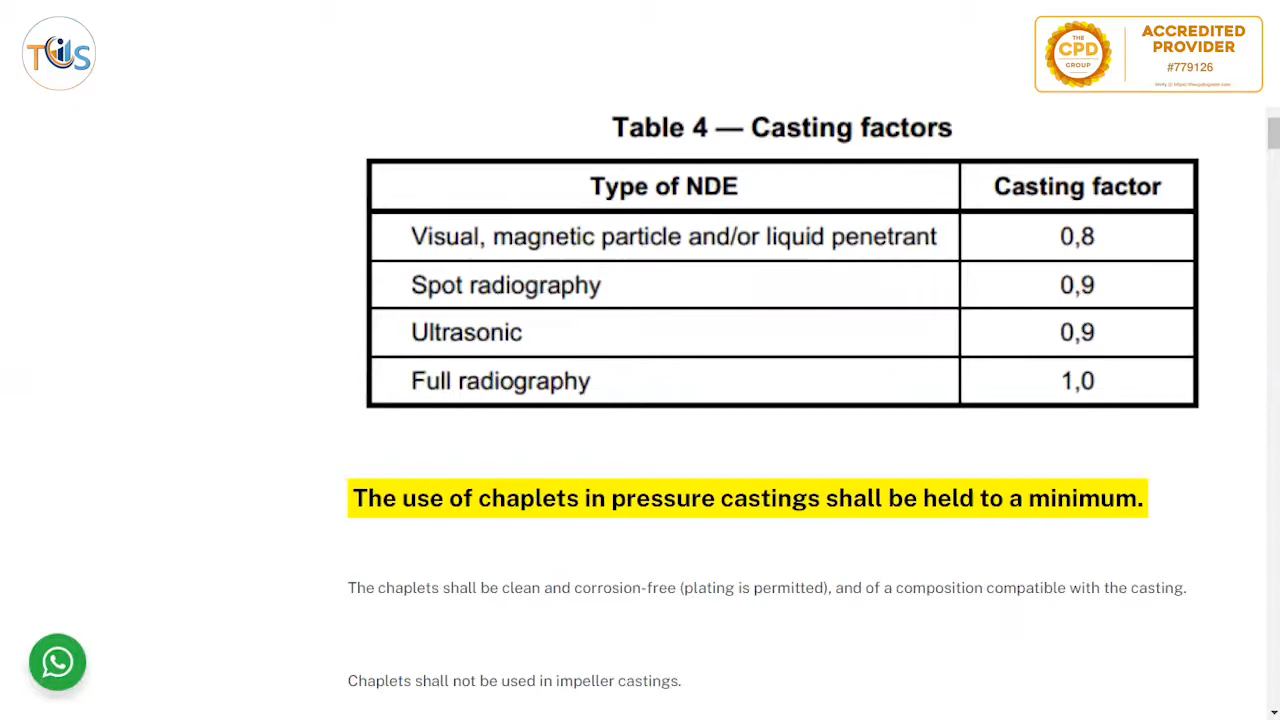 TCIS
THE
CPD
GROUP
ACCREDITED
PROVIDER
#779126
Table 4 — Casting factors
Type of NDE Casting factor
Visual, magnetic particle and/or liquid penetrant 0,8
Spot radiography 0,9
Ultrasonic 0,9
Full radiography 1,0
The use of chaplets in pressure castings shall be held to a minimum.
The chaplets shall be clean and corrosion-free (plating is permitted), and of a composition compatible with the casting.
Chaplets shall not be used in impeller castings.